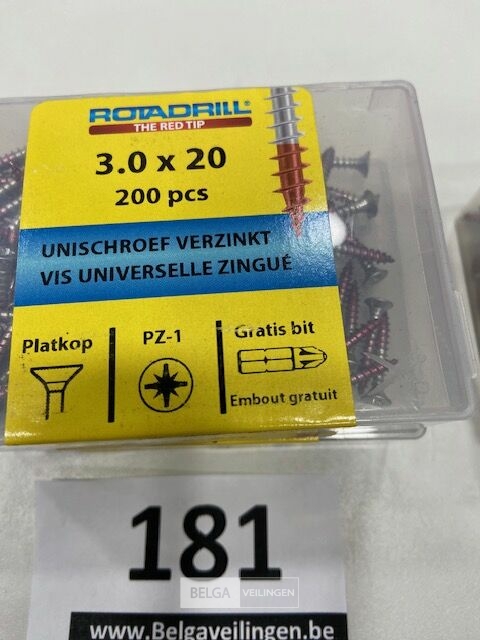 ROTADRILL®
THE RED TIP
3.0 x 20
200 pcs
UNISCHROEF VERZINKT
VIS UNIVERSELLE ZINGUÉ
Platkop
PZ-1
Gratis bit
Embout gratuit
181
BELGA VEILINGEN
www.Belgaveilingen.be